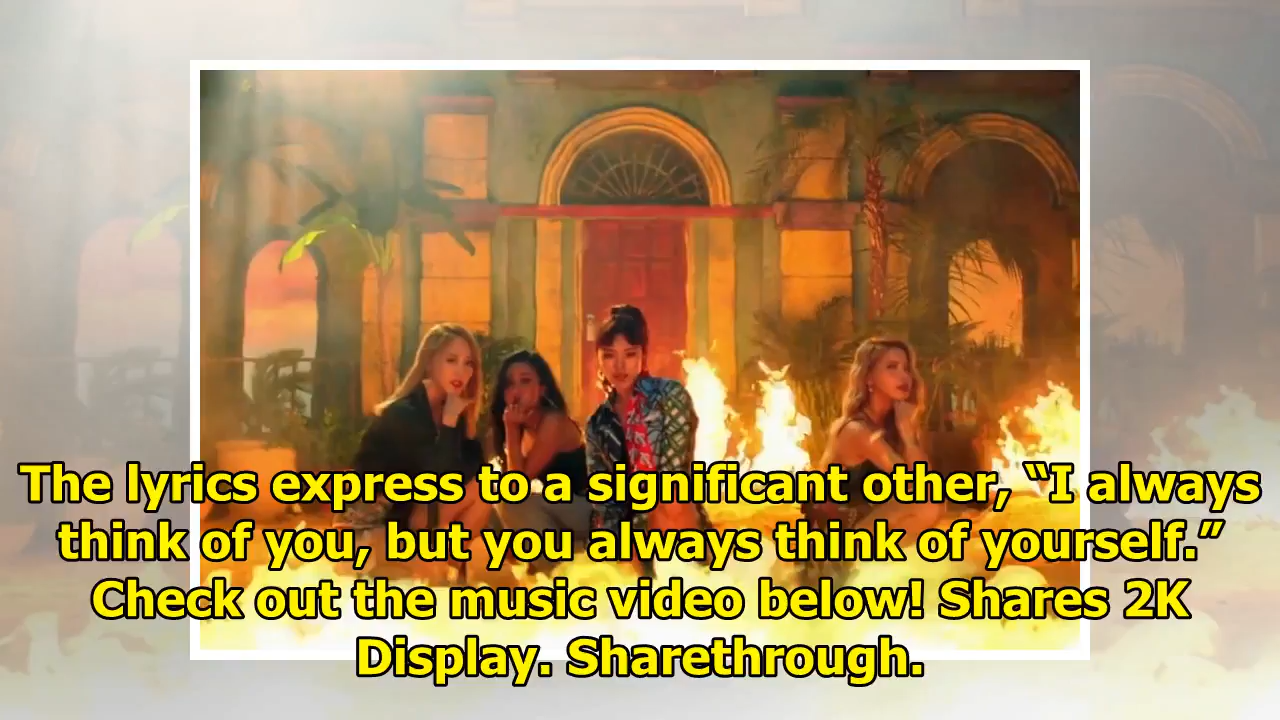 The lyrics express to a significant other, “I always
think of you, but you always think of yourself.”
Check out the music video below! Shares 2K
Display. Sharethrough.